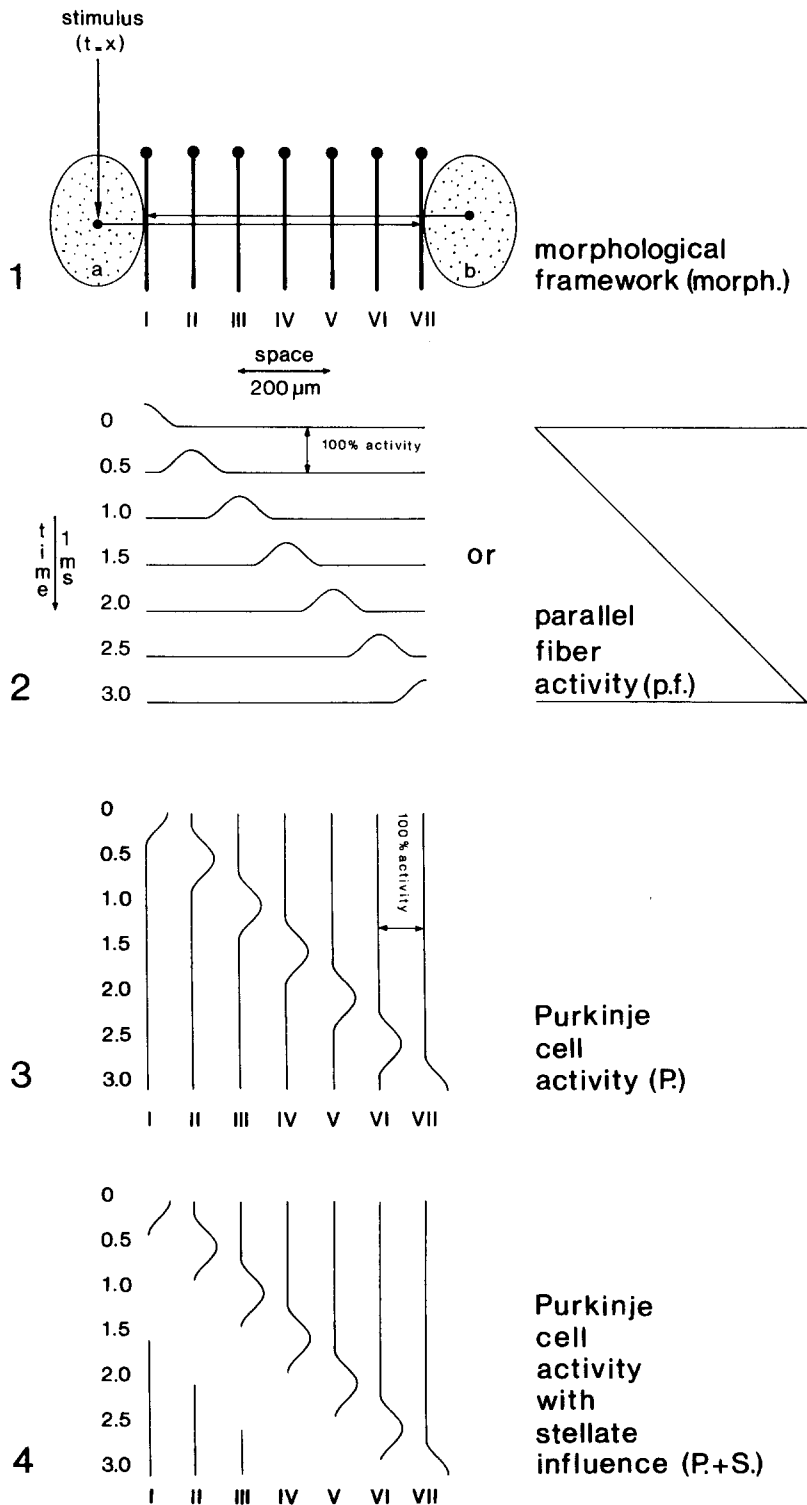 stimulus
(t=x)
a
b
1
morphological
framework (morph.)
I II III IV V VI VII
space
200 µm
0
100% activity
0.5
1.0
time
1ms
1.5
or
2.0
parallel
fiber
2.5
activity (p.f.)
2
3.0
0
100% activity
0.5
1.0
1.5
2.0
Purkinje
2.5
cell
3
3.0
activity (P.)
I II III IV V VI VII
0
0.5
1.0
Purkinje
1.5
cell
activity
2.0
with
2.5
stellate
4
3.0
influence (P.+S.)
I II III IV V VI VII